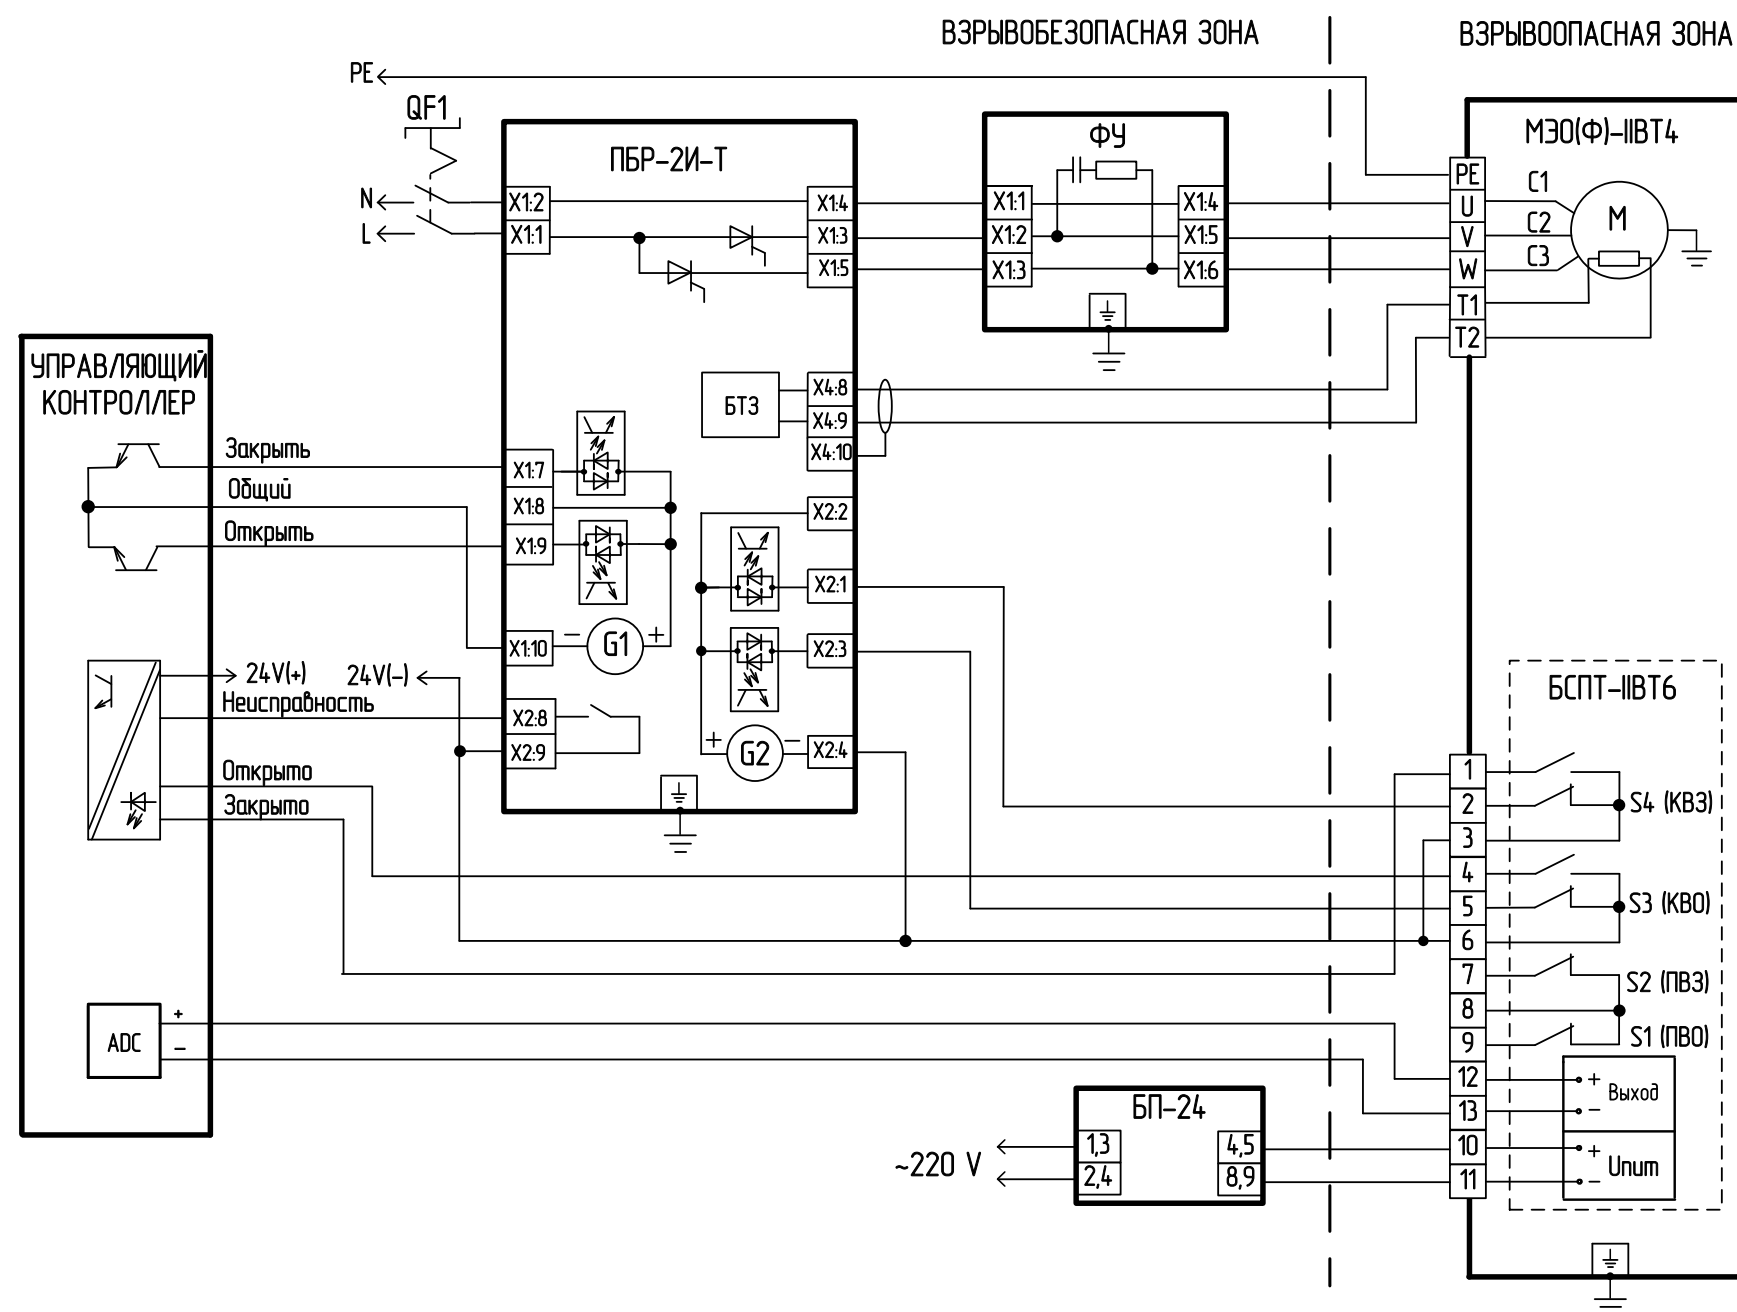 ВЗРЫВОБЕЗОПАСНАЯ ЗОНА
ВЗРЫВООПАСНАЯ ЗОНА
PE
QF1
N
L
ПБР-2И-Т
X1:2
X1:1
X1:4
X1:3
X1:5
ФУ
X1:1
X1:2
X1:3
X1:4
X1:5
X1:6
МЭО(Ф)-IIВТ4
PE
U
V
W
T1
T2
C1
C2
C3
M
УПРАВЛЯЮЩИЙ
КОНТРОЛЛЕР
Закрыть
Общий
Открыть
БТЗ
X4:8
X4:9
X4:10
X1:7
X1:8
X1:9
X1:10
− G1 +
X2:2
X2:1
X2:3
X2:4
+ G2 −
24V(+)
24V(−)
Неисправность
X2:8
X2:9
Открыто
Закрыто
ADC
+
−
БСПТ-IIВТ6
1
2
3
4
5
6
7
8
9
12
13
10
11
S4 (КВЗ)
S3 (КВО)
S2 (ПВЗ)
S1 (ПВО)
+
Выход
−
+
Uпит
−
БП-24
1,3
2,4
4,5
8,9
~220 V